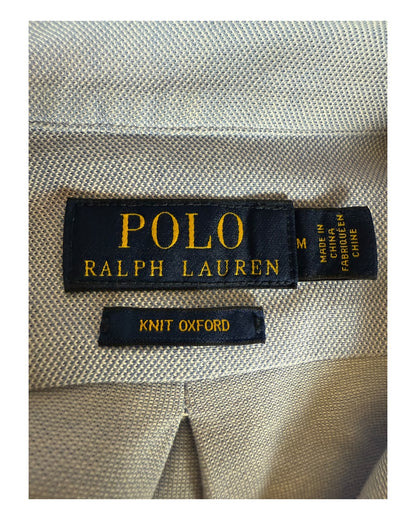 POLO
RALPH LAUREN
M
MADE IN
CHINA
FABRIQUÉ EN
CHINE
KNIT OXFORD